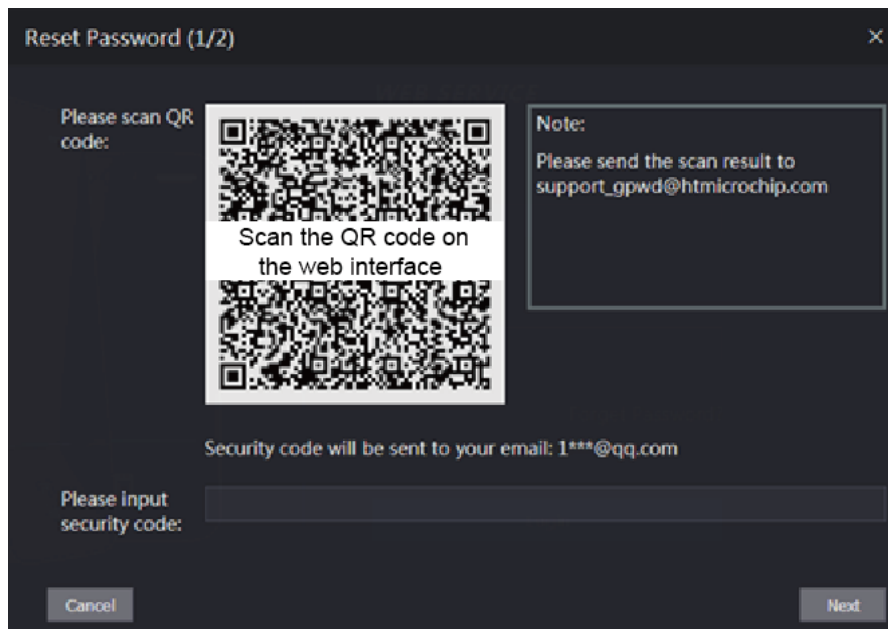 Reset Password (1/2)
×
WEB SERVICE
Please scan QR
code:
Scan the QR code on
the web interface
Note:
Please send the scan result to
support_gpwd@htmicrochip.com
Security code will be sent to your email: 1***@qq.com
Please input
security code:
Cancel
Next